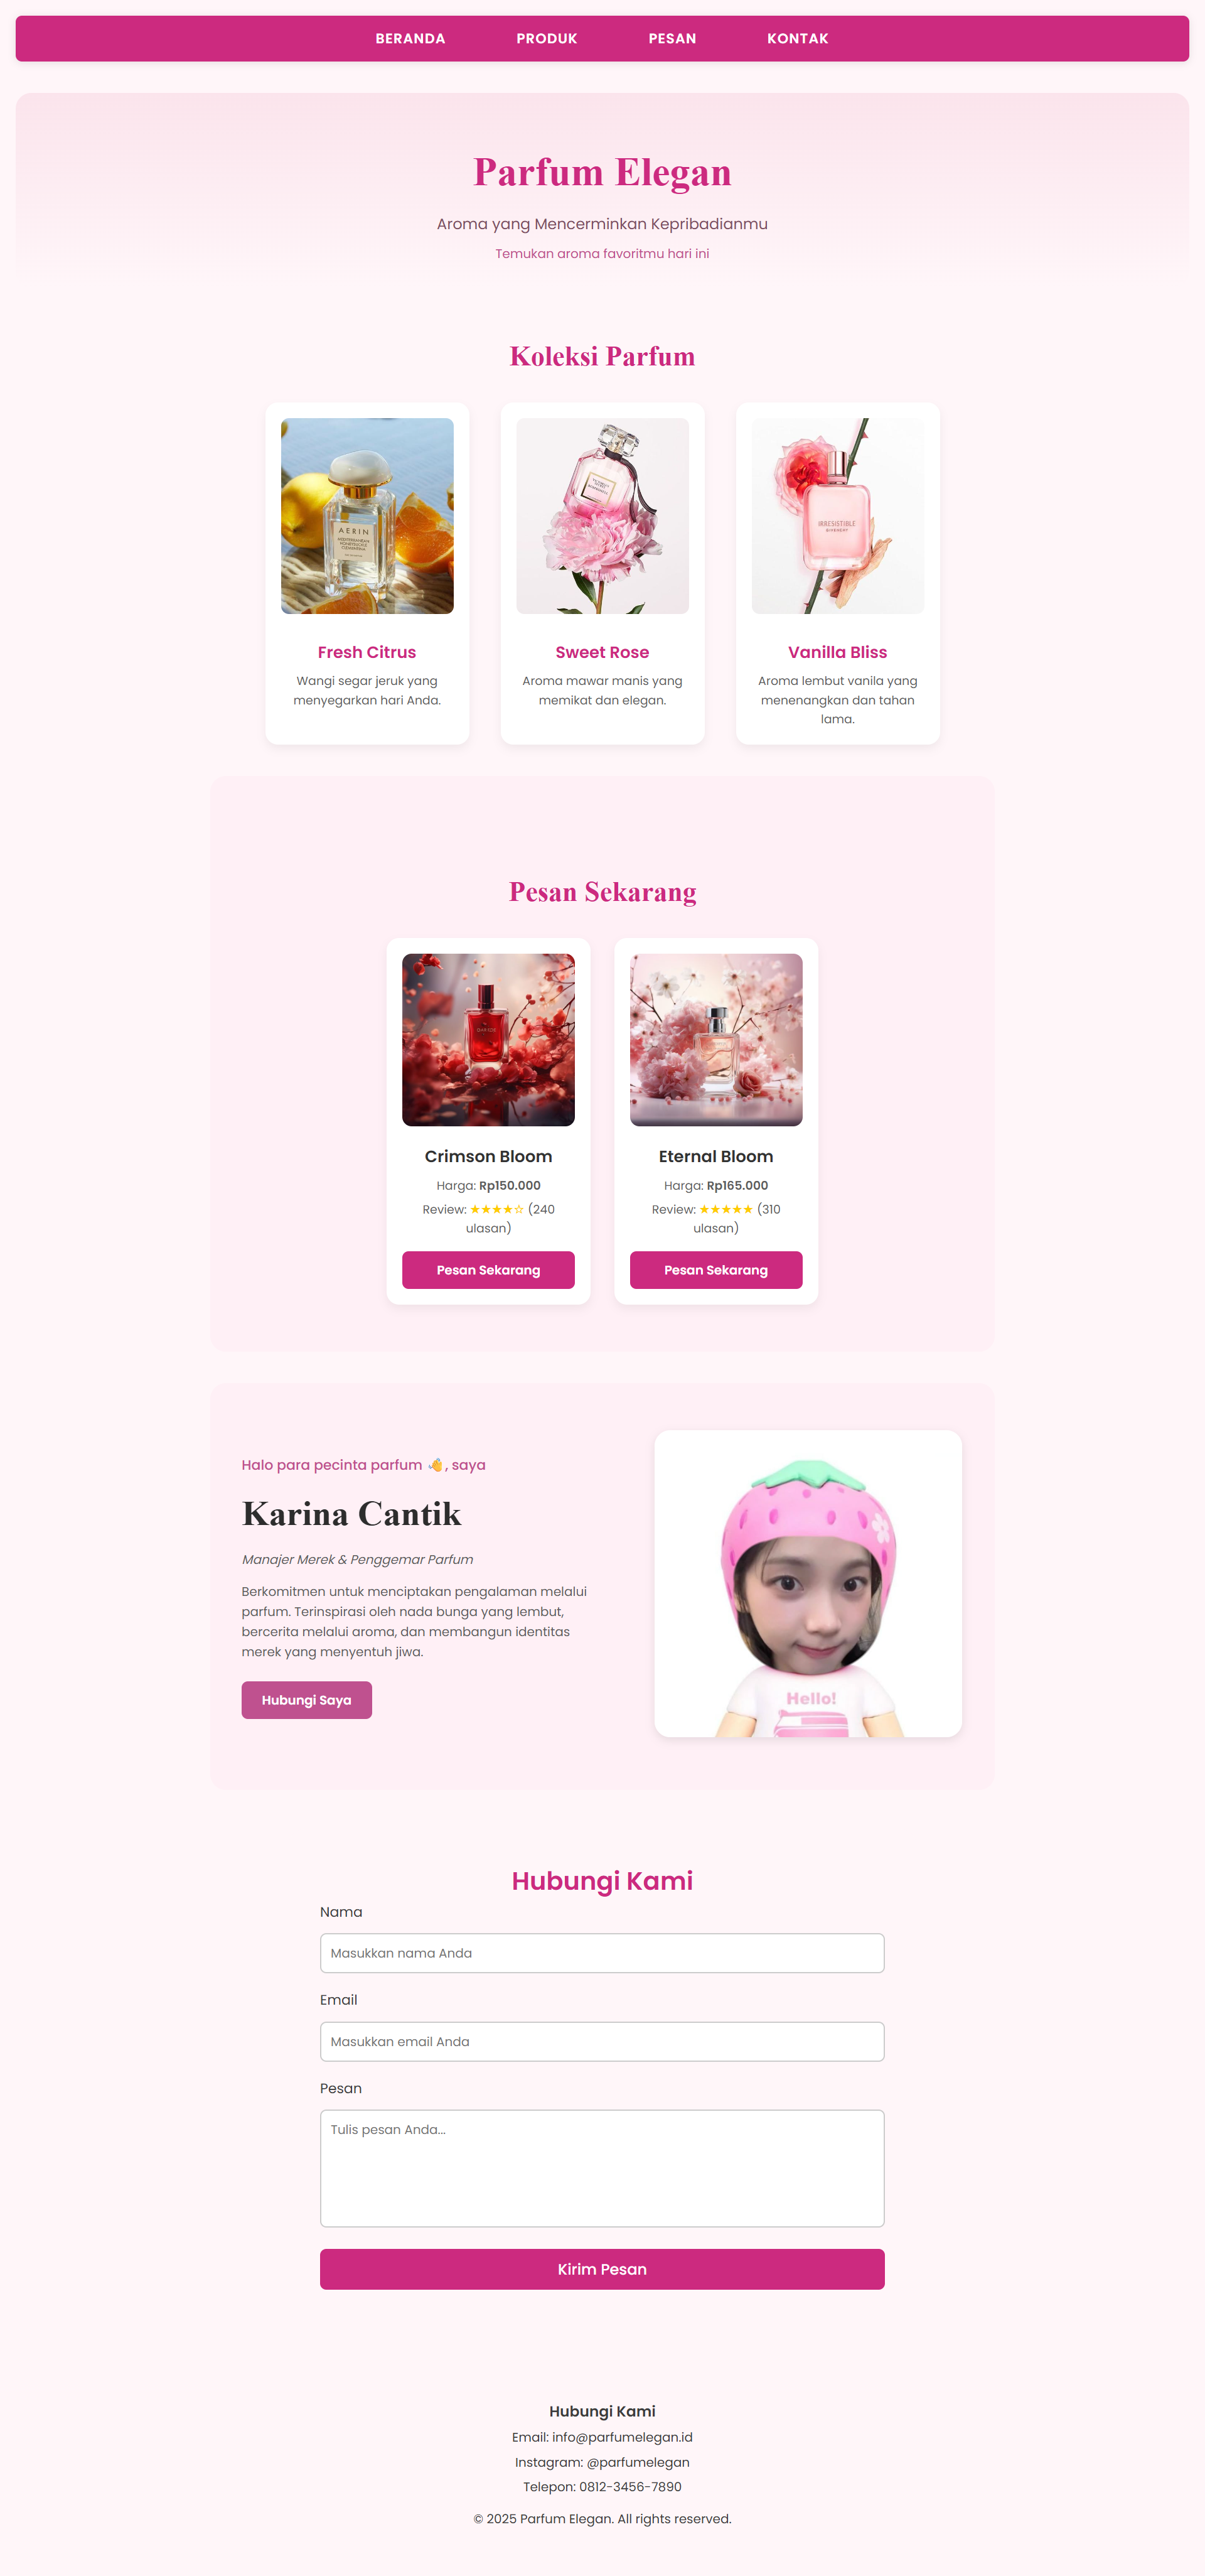 BERANDA
PRODUK
PESAN
KONTAK
Parfum Elegan
Aroma yang Mencerminkan Kepribadianmu
Temukan aroma favoritmu hari ini
Koleksi Parfum
AERIN
IRRESISTIBLE
GIVENCHY
Fresh Citrus
Wangi segar jeruk yang
menyegarkan hari Anda.
Sweet Rose
Aroma mawar manis yang
memikat dan elegan.
Vanilla Bliss
Aroma lembut vanila yang
menenangkan dan tahan
lama.
Pesan Sekarang
Crimson Bloom
Harga: Rp150.000
Review: ★★★★☆ (240
ulasan)
Pesan Sekarang
Eternal Bloom
Harga: Rp165.000
Review: ★★★★★ (310
ulasan)
Pesan Sekarang
Halo para pecinta parfum 👋, saya
Karina Cantik
Manajer Merek & Penggemar Parfum
Berkomitmen untuk menciptakan pengalaman melalui
parfum. Terinspirasi oleh nada bunga yang lembut,
bercerita melalui aroma, dan membangun identitas
merek yang menyentuh jiwa.
Hubungi Saya
Hello!
Hubungi Kami
Nama
Masukkan nama Anda
Email
Masukkan email Anda
Pesan
Tulis pesan Anda...
Kirim Pesan
Hubungi Kami
Email: info@parfumelegan.id
Instagram: @parfumelegan
Telepon: 0812-3456-7890
© 2025 Parfum Elegan. All rights reserved.